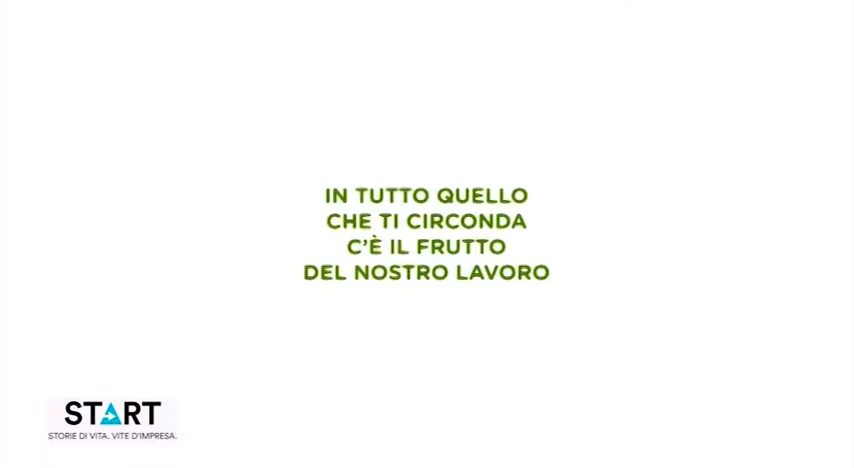 IN TUTTO QUELLO
CHE TI CIRCONDA
C'È IL FRUTTO
DEL NOSTRO LAVORO
START
STORIE DI VITA. VITE D'IMPRESA.